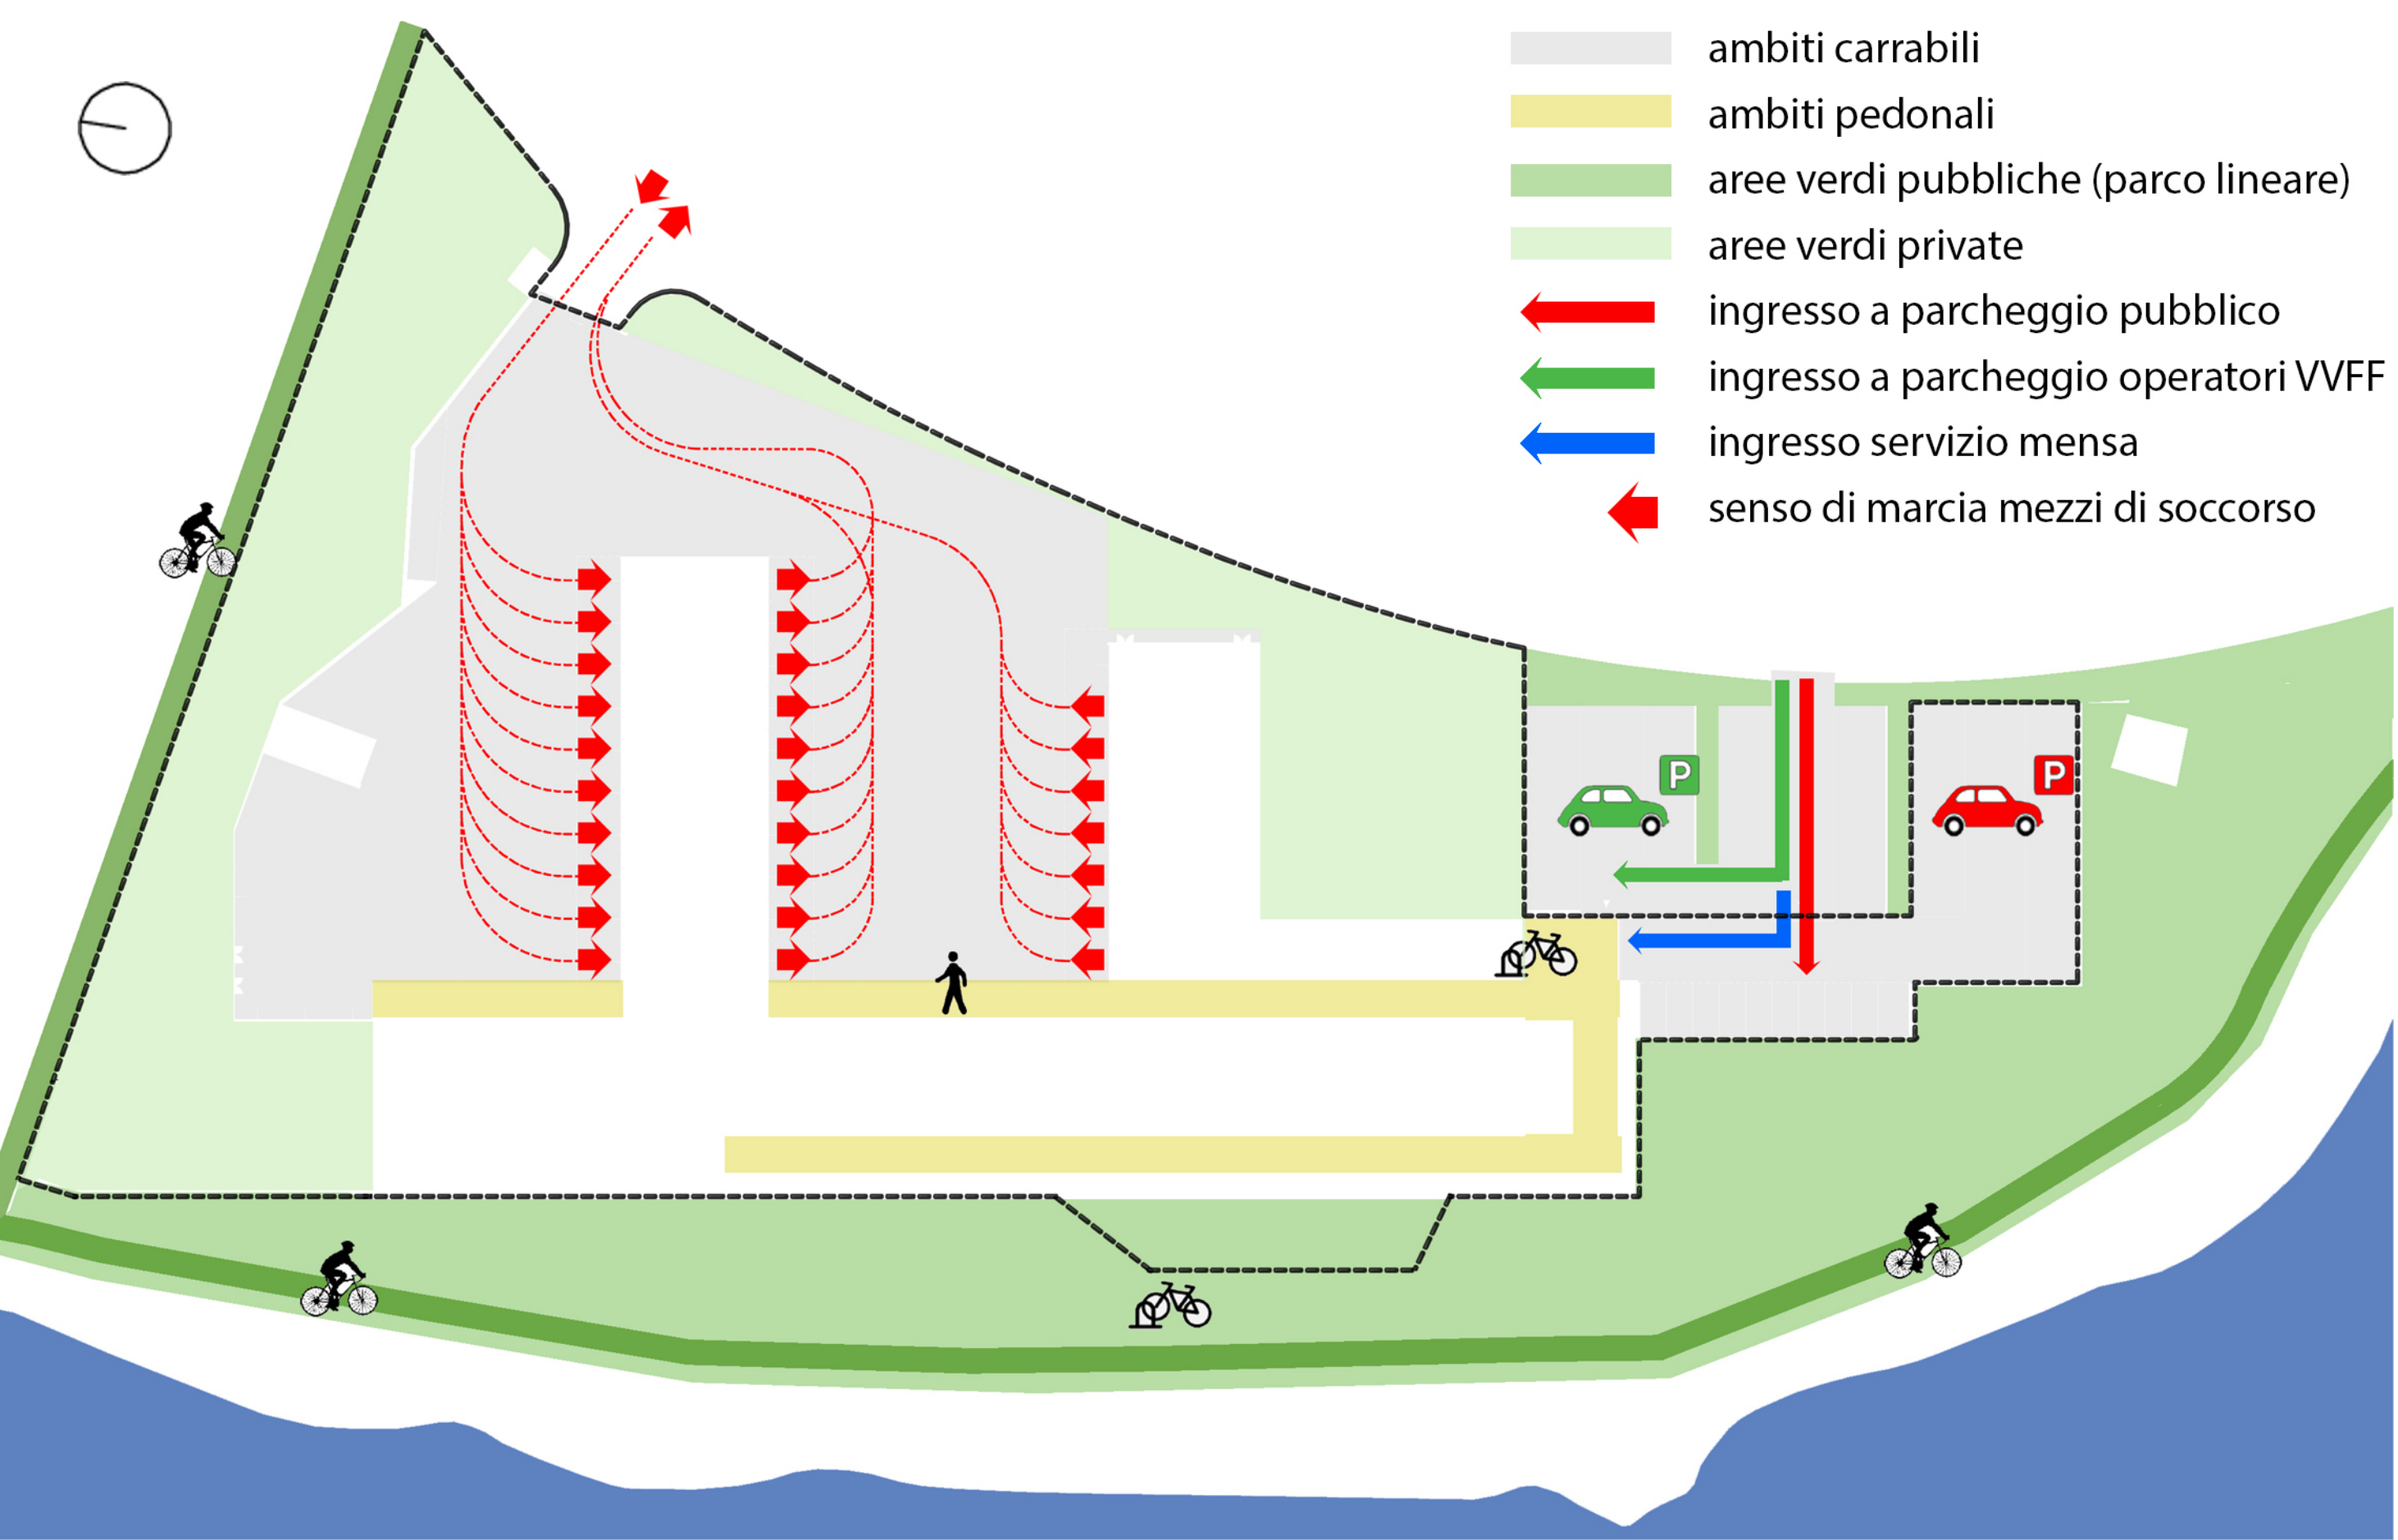 ambiti carrabili
ambiti pedonali
aree verdi pubbliche (parco lineare)
aree verdi private
ingresso a parcheggio pubblico
ingresso a parcheggio operatori VVFF
ingresso servizio mensa
senso di marcia mezzi di soccorso
P
P